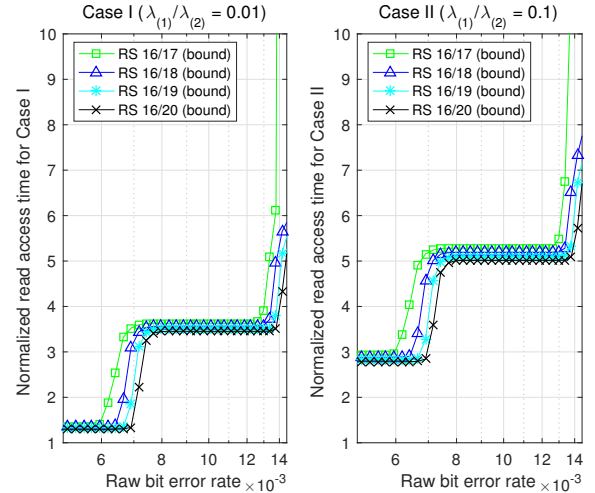 Case I (λ(1)/λ(2) = 0.01)
Normalized read access time for Case I
10
9
8
7
6
5
4
3
2
1
RS 16/17 (bound)
RS 16/18 (bound)
RS 16/19 (bound)
RS 16/20 (bound)
6 8 10 12 14
Raw bit error rate ×10⁻³
Case II (λ(1)/λ(2) = 0.1)
Normalized read access time for Case II
10
9
8
7
6
5
4
3
2
1
RS 16/17 (bound)
RS 16/18 (bound)
RS 16/19 (bound)
RS 16/20 (bound)
6 8 10 12 14
Raw bit error rate ×10⁻³